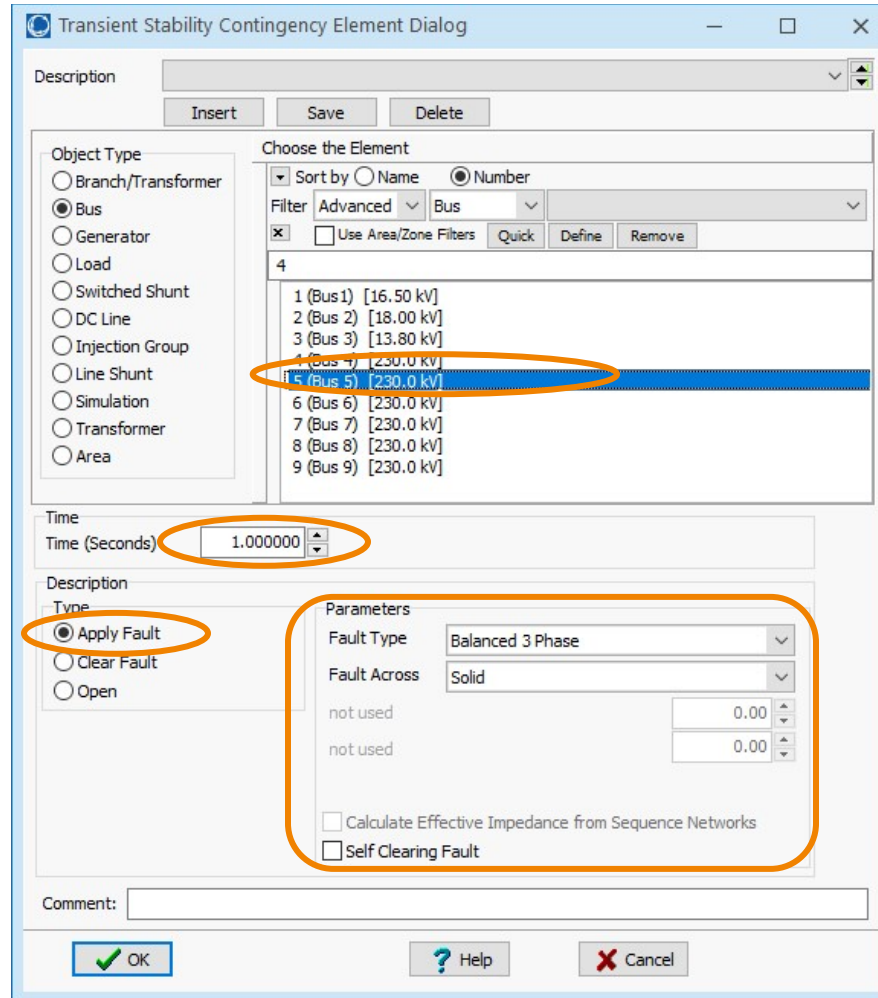 Transient Stability Contingency Element Dialog
Description
Insert Save Delete
Object Type
Branch/Transformer
Bus
Generator
Load
Switched Shunt
DC Line
Injection Group
Line Shunt
Simulation
Transformer
Area
Choose the Element
Sort by Name Number
Filter Advanced Bus
Use Area/Zone Filters Quick Define Remove
4
1 (Bus1) [16.50 kV]
2 (Bus 2) [18.00 kV]
3 (Bus 3) [13.80 kV]
4 (Bus 4) [230.0 kV]
5 (Bus 5) [230.0 kV]
6 (Bus 6) [230.0 kV]
7 (Bus 7) [230.0 kV]
8 (Bus 8) [230.0 kV]
9 (Bus 9) [230.0 kV]
Time
Time (Seconds) 1.000000
Description
Type
Apply Fault
Clear Fault
Open
Parameters
Fault Type Balanced 3 Phase
Fault Across Solid
not used 0.00
not used 0.00
Calculate Effective Impedance from Sequence Networks
Self Clearing Fault
Comment:
OK Help Cancel